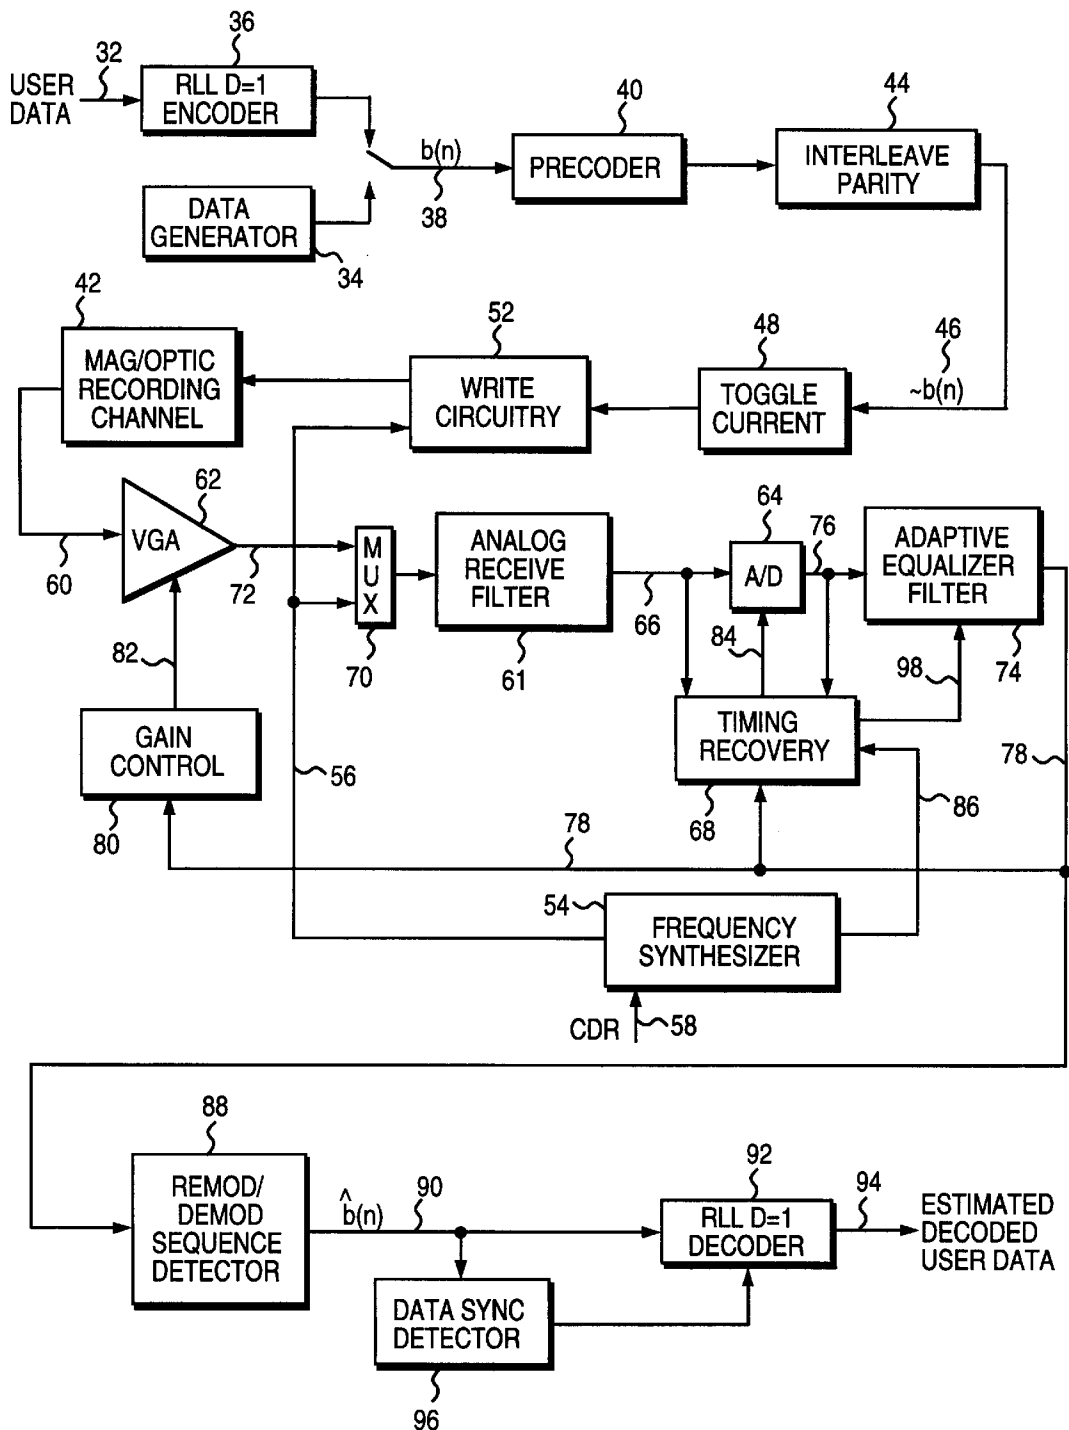 36
32
USER
DATA
RLL D=1
ENCODER
40
44
b(n)
38
PRECODER
INTERLEAVE
PARITY
DATA
GENERATOR
34
42
MAG/OPTIC
RECORDING
CHANNEL
52
WRITE
CIRCUITRY
48
TOGGLE
CURRENT
46
~b(n)
62
VGA
60
72
M
U
X
70
ANALOG
RECEIVE
FILTER
61
66
64
A/D
76
ADAPTIVE
EQUALIZER
FILTER
74
84
98
82
GAIN
CONTROL
80
56
TIMING
RECOVERY
68
78
86
78
54
FREQUENCY
SYNTHESIZER
CDR
58
88
REMOD/
DEMOD
SEQUENCE
DETECTOR
b̂(n)
90
92
RLL D=1
DECODER
94
ESTIMATED
DECODED
USER DATA
DATA SYNC
DETECTOR
96